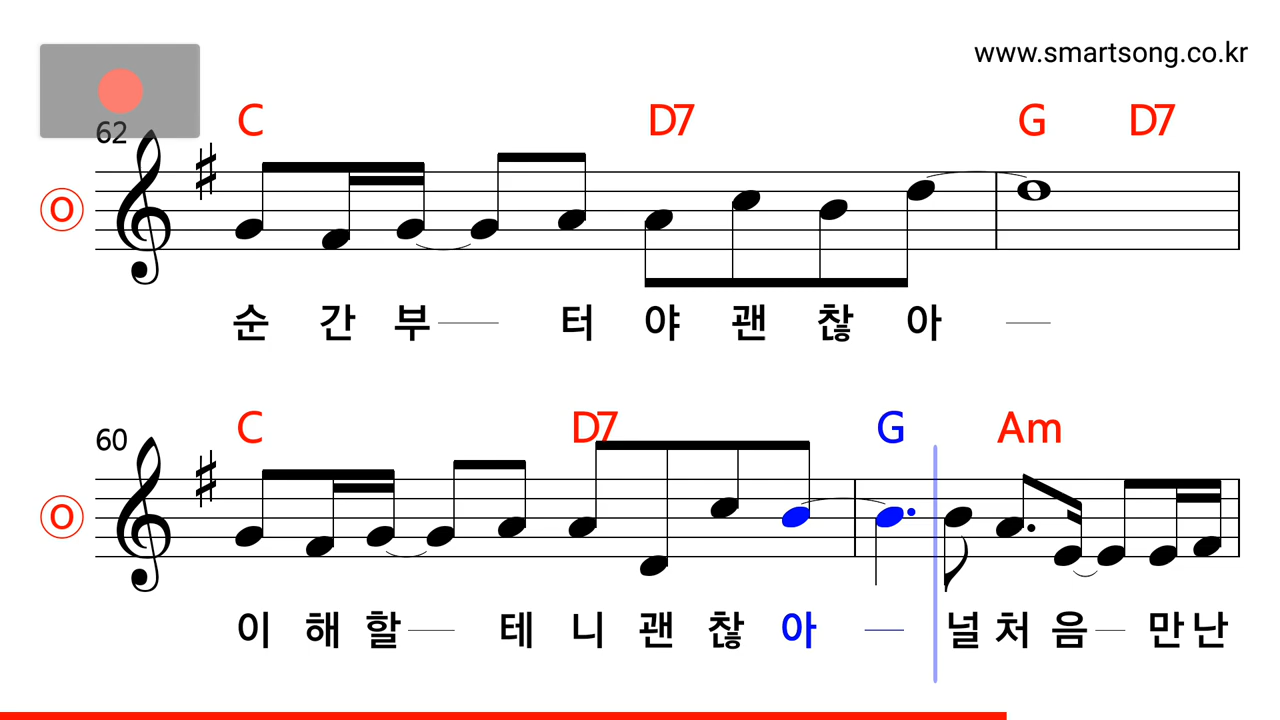 www.smartsong.co.kr
C D7 G D7
62
O
순 간 부 터 야 괜 찮 아
C D7 G Am
60
O
이 해 할 테 니 괜 찮 아 널 처 음 만 난